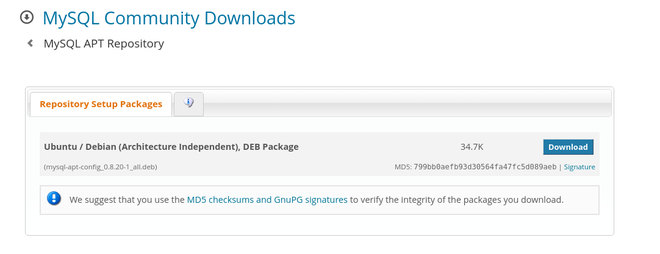 MySQL Community Downloads
MySQL APT Repository
Repository Setup Packages
Ubuntu / Debian (Architecture Independent), DEB Package 34.7K Download
(mysql-apt-config_0.8.20-1_all.deb) MD5: 799bb0aefb93d30564fa47fc5d089aeb | Signature
We suggest that you use the MD5 checksums and GnuPG signatures to verify the integrity of the packages you download.